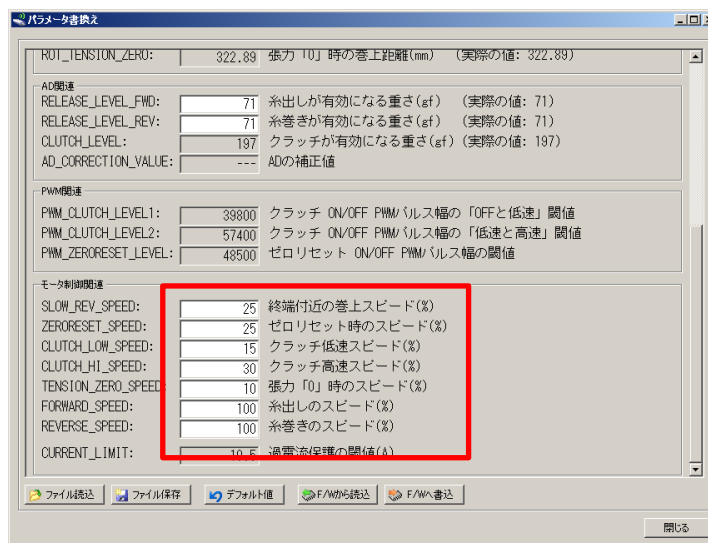 パラメータ書換え
ROT_TENSION_ZERO: 322.89 張力「0」時の巻上距離(mm) (実際の値: 322.89)
AD関連
RELEASE_LEVEL_FWD: 71 糸出しが有効になる重さ(gf) (実際の値: 71)
RELEASE_LEVEL_REV: 71 糸巻きが有効になる重さ(gf) (実際の値: 71)
CLUTCH_LEVEL: 197 クラッチが有効になる重さ(gf) (実際の値: 197)
AD_CORRECTION_VALUE: --- ADの補正値
PWM関連
PWM_CLUTCH_LEVEL1: 39800 クラッチ ON/OFF PWMパルス幅の「OFFと低速」閾値
PWM_CLUTCH_LEVEL2: 57400 クラッチ ON/OFF PWMパルス幅の「低速と高速」閾値
PWM_ZERORESET_LEVEL: 48500 ゼロリセット ON/OFF PWMパルス幅の閾値
モータ制御関連
SLOW_REV_SPEED: 25 終端付近の巻上スピード(%)
ZERORESET_SPEED: 25 ゼロリセット時のスピード(%)
CLUTCH_LOW_SPEED: 15 クラッチ低速スピード(%)
CLUTCH_HI_SPEED: 30 クラッチ高速スピード(%)
TENSION_ZERO_SPEED 10 張力「0」時のスピード(%)
FORWARD_SPEED: 100 糸出しのスピード(%)
REVERSE_SPEED: 100 糸巻きのスピード(%)
CURRENT_LIMIT: 10.5 過電流保護の閾値(A)
ファイル読込 ファイル保存 デフォルト値 F/Wから読込 F/Wへ書込
閉じる